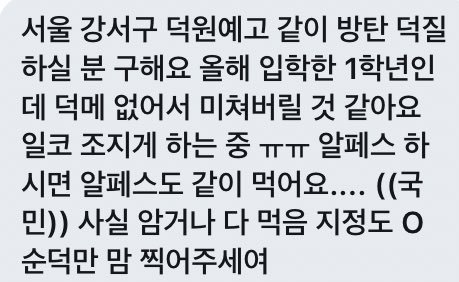 서울 강서구 덕원예고 같이 방탄 덕질
하실 분 구해요 올해 입학한 1학년인
데 덕메 없어서 미쳐버릴 것 같아요
일코 조지게 하는 중 ㅠㅠ 알페스 하
시면 알페스도 같이 먹어요.... ((국
민)) 사실 암거나 다 먹음 지정도 O
순덕만 맘 찍어주세여